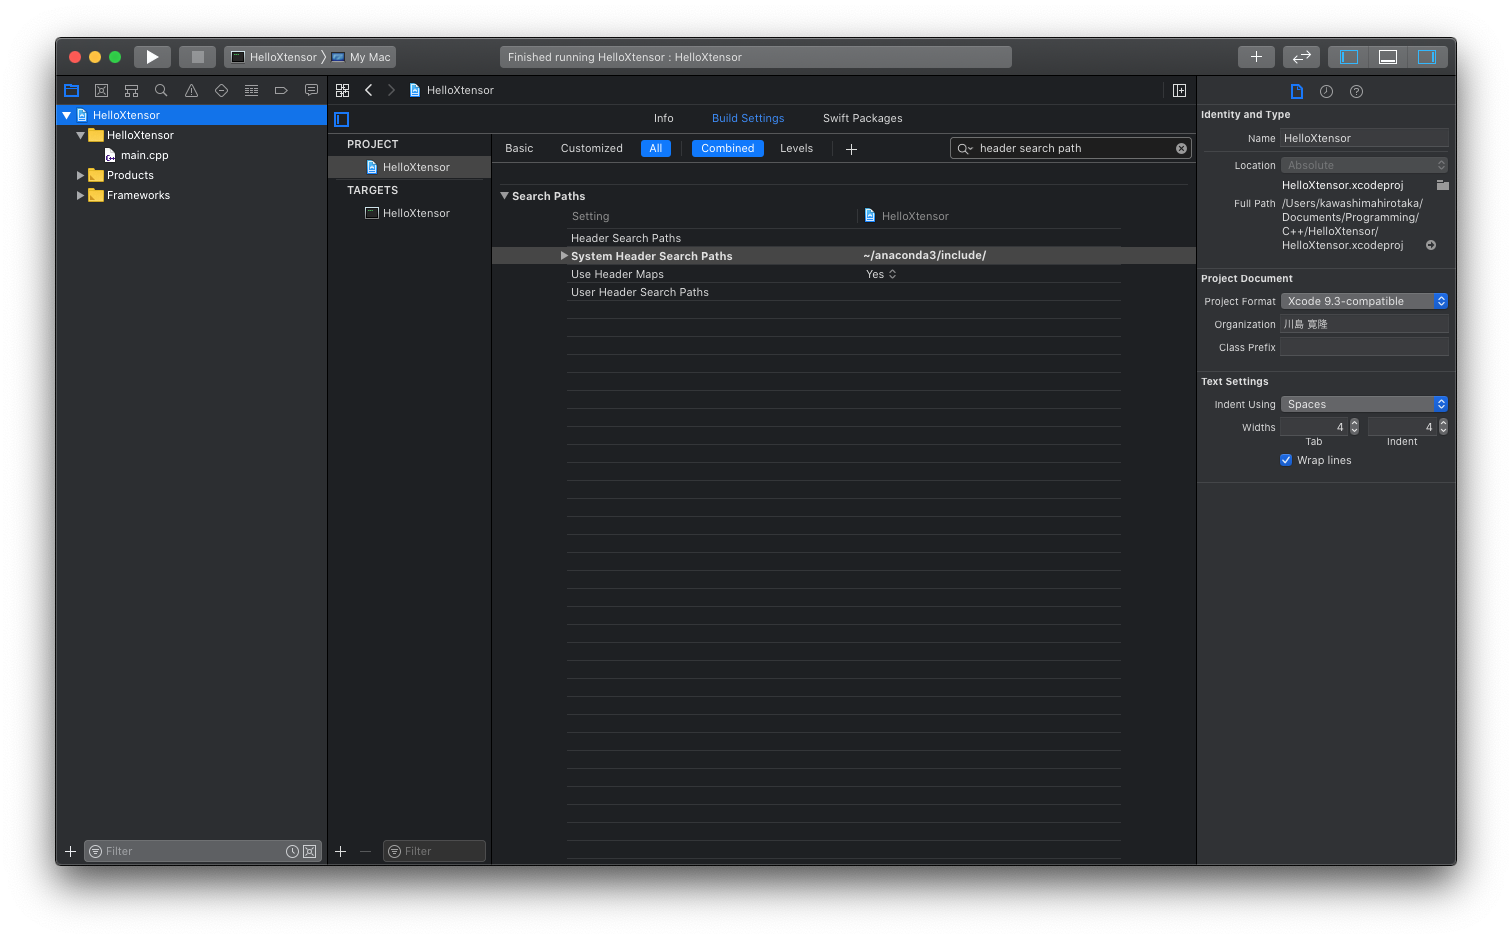 HelloXtensor 〉 My Mac
Finished running HelloXtensor : HelloXtensor
HelloXtensor
HelloXtensor
main.cpp
Products
Frameworks
Filter
HelloXtensor
Info
Build Settings
Swift Packages
PROJECT
HelloXtensor
TARGETS
HelloXtensor
Filter
Basic
Customized
All
Combined
Levels
header search path
Search Paths
Setting
HelloXtensor
Header Search Paths
System Header Search Paths
~/anaconda3/include/
Use Header Maps
Yes
User Header Search Paths
Identity and Type
Name HelloXtensor
Location Absolute
HelloXtensor.xcodeproj
Full Path /Users/kawashimahirotaka/
Documents/Programming/
C++/HelloXtensor/
HelloXtensor.xcodeproj
Project Document
Project Format Xcode 9.3-compatible
Organization 川島 寛隆
Class Prefix
Text Settings
Indent Using Spaces
Widths 4 4
Tab Indent
Wrap lines